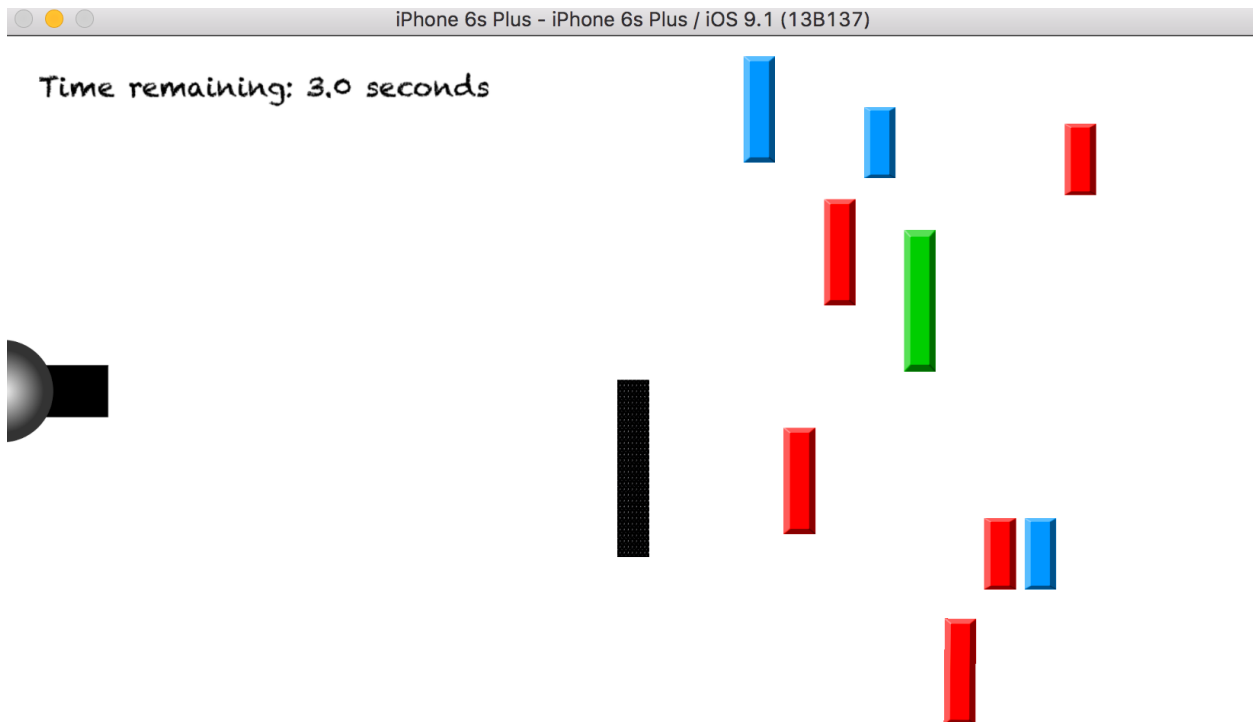 iPhone 6s Plus - iPhone 6s Plus / iOS 9.1 (13B137)
Time remaining: 3.0 seconds